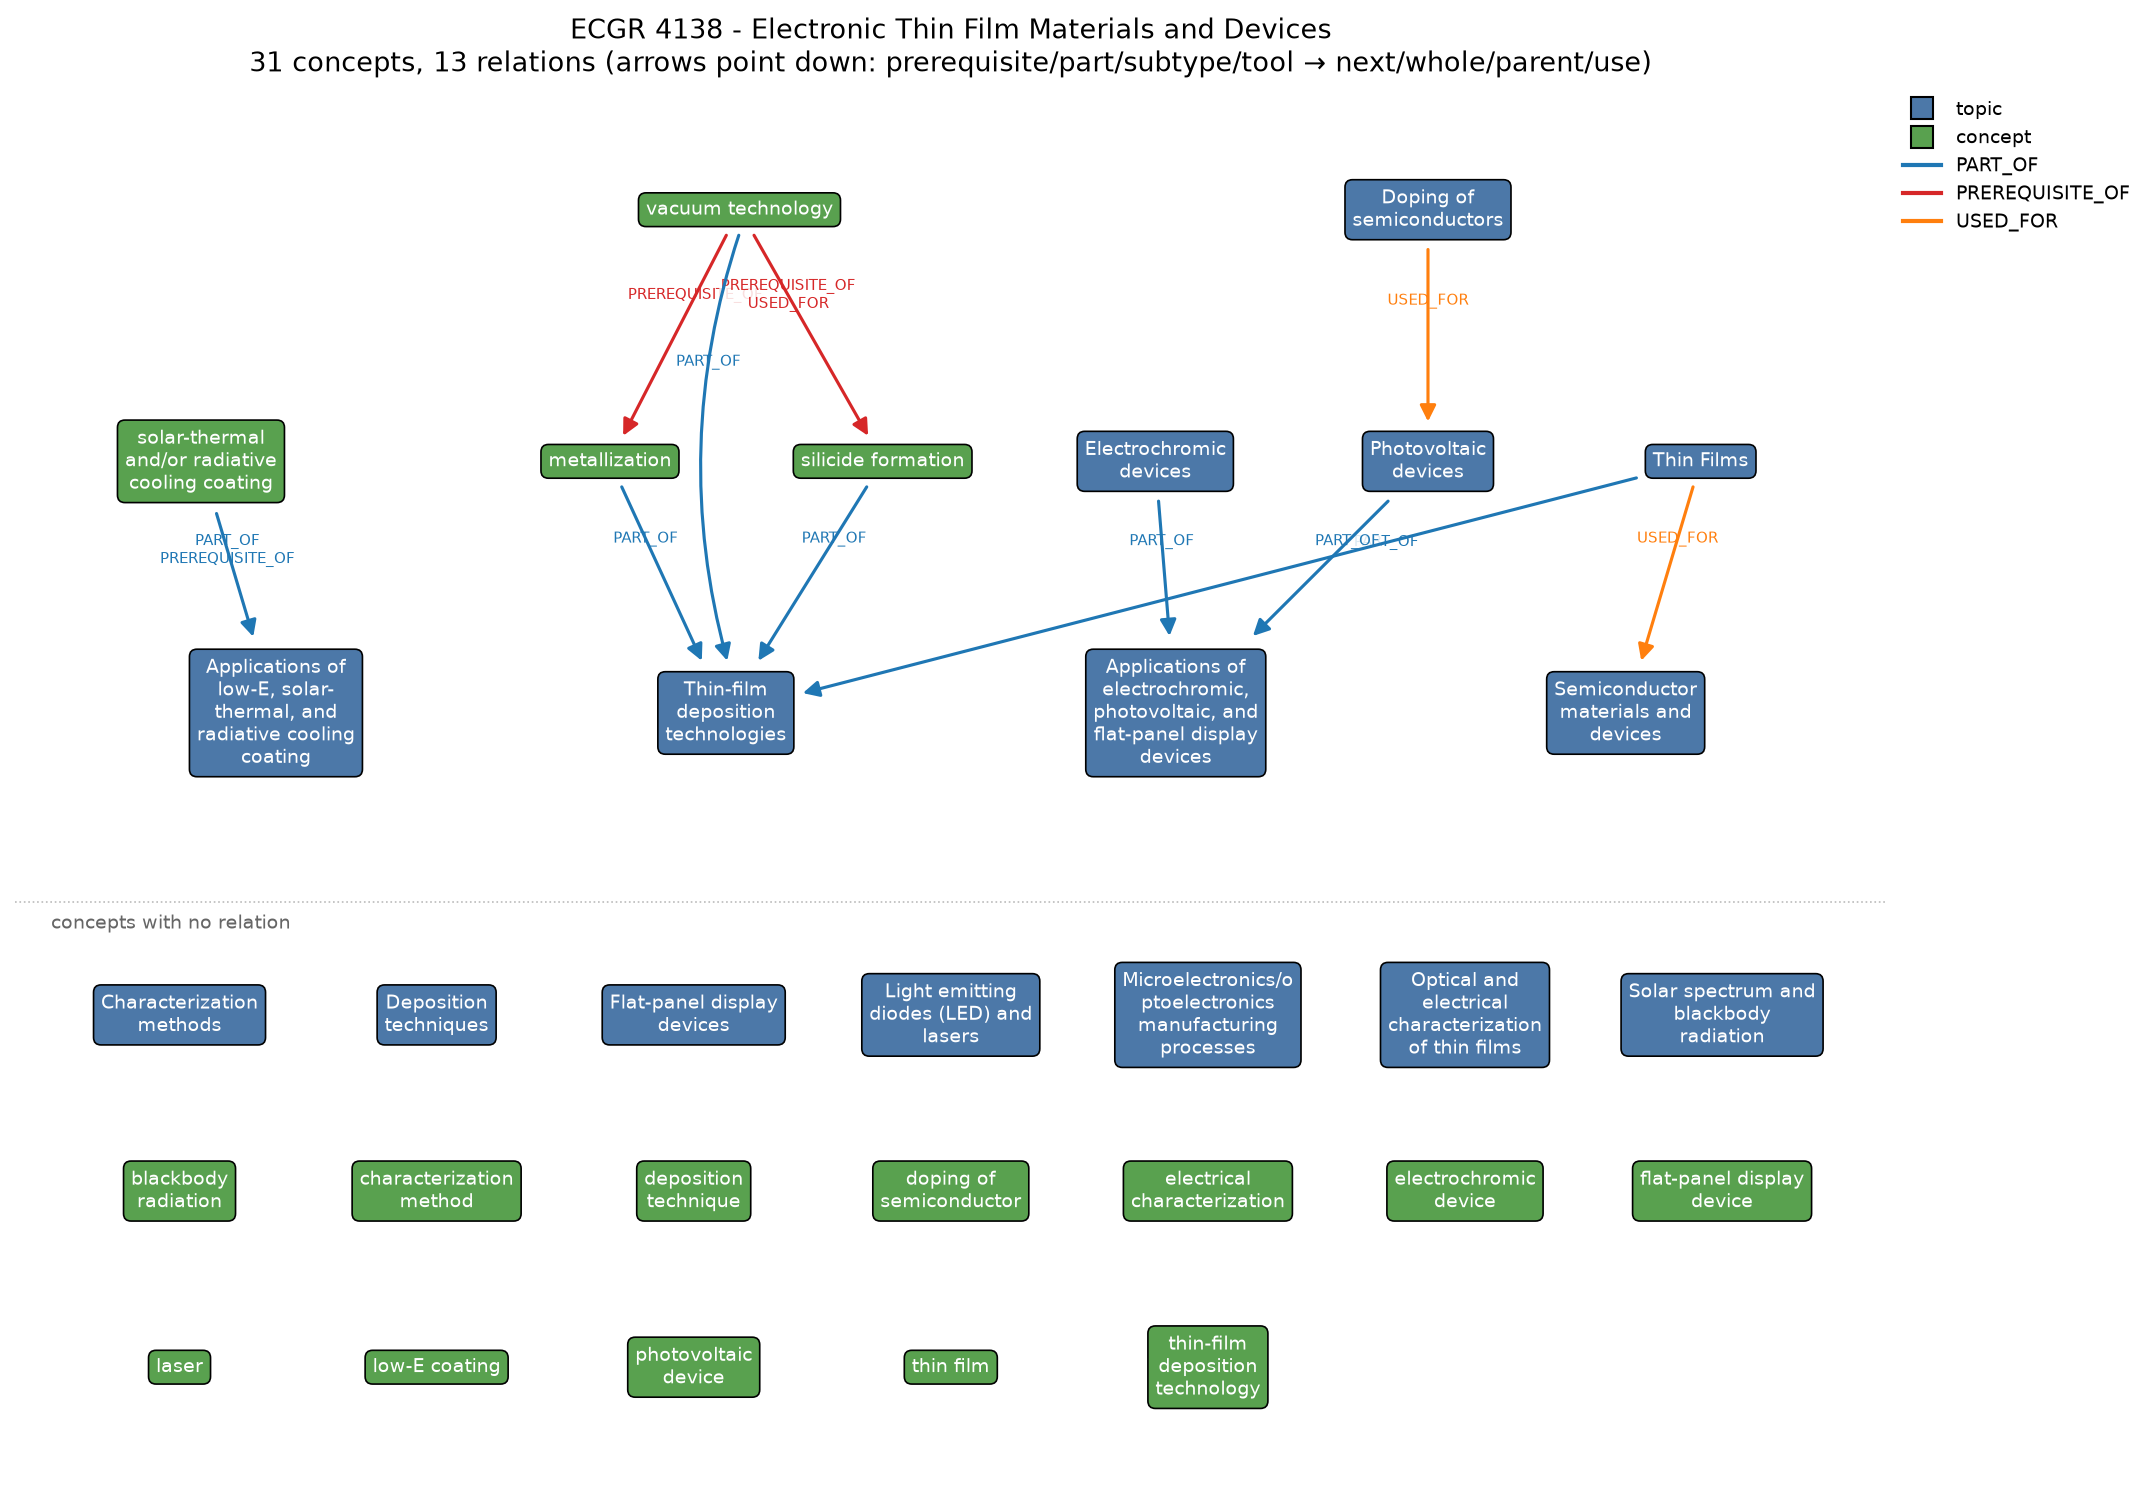 ECGR 4138 - Electronic Thin Film Materials and Devices
31 concepts, 13 relations (arrows point down: prerequisite/part/subtype/tool → next/whole/parent/use)
topic
concept
PART_OF
PREREQUISITE_OF
USED_FOR
vacuum technology
Doping of
semiconductors
PREREQUISITE_OF
USED_FOR
USED_FOR
PART_OF
solar-thermal
and/or radiative
cooling coating
metallization
silicide formation
Electrochromic
devices
Photovoltaic
devices
Thin Films
PART_OF
PREREQUISITE_OF
PART_OF
PART_OF
PART_OF
PART_OF
USED_FOR
Applications of
low-E, solar-
thermal, and
radiative cooling
coating
Thin-film
deposition
technologies
Applications of
electrochromic,
photovoltaic, and
flat-panel display
devices
Semiconductor
materials and
devices
concepts with no relation
Characterization
methods
Deposition
techniques
Flat-panel display
devices
Light emitting
diodes (LED) and
lasers
Microelectronics/o
ptoelectronics
manufacturing
processes
Optical and
electrical
characterization
of thin films
Solar spectrum and
blackbody
radiation
blackbody
radiation
characterization
method
deposition
technique
doping of
semiconductor
electrical
characterization
electrochromic
device
flat-panel display
device
laser
low-E coating
photovoltaic
device
thin film
thin-film
deposition
technology